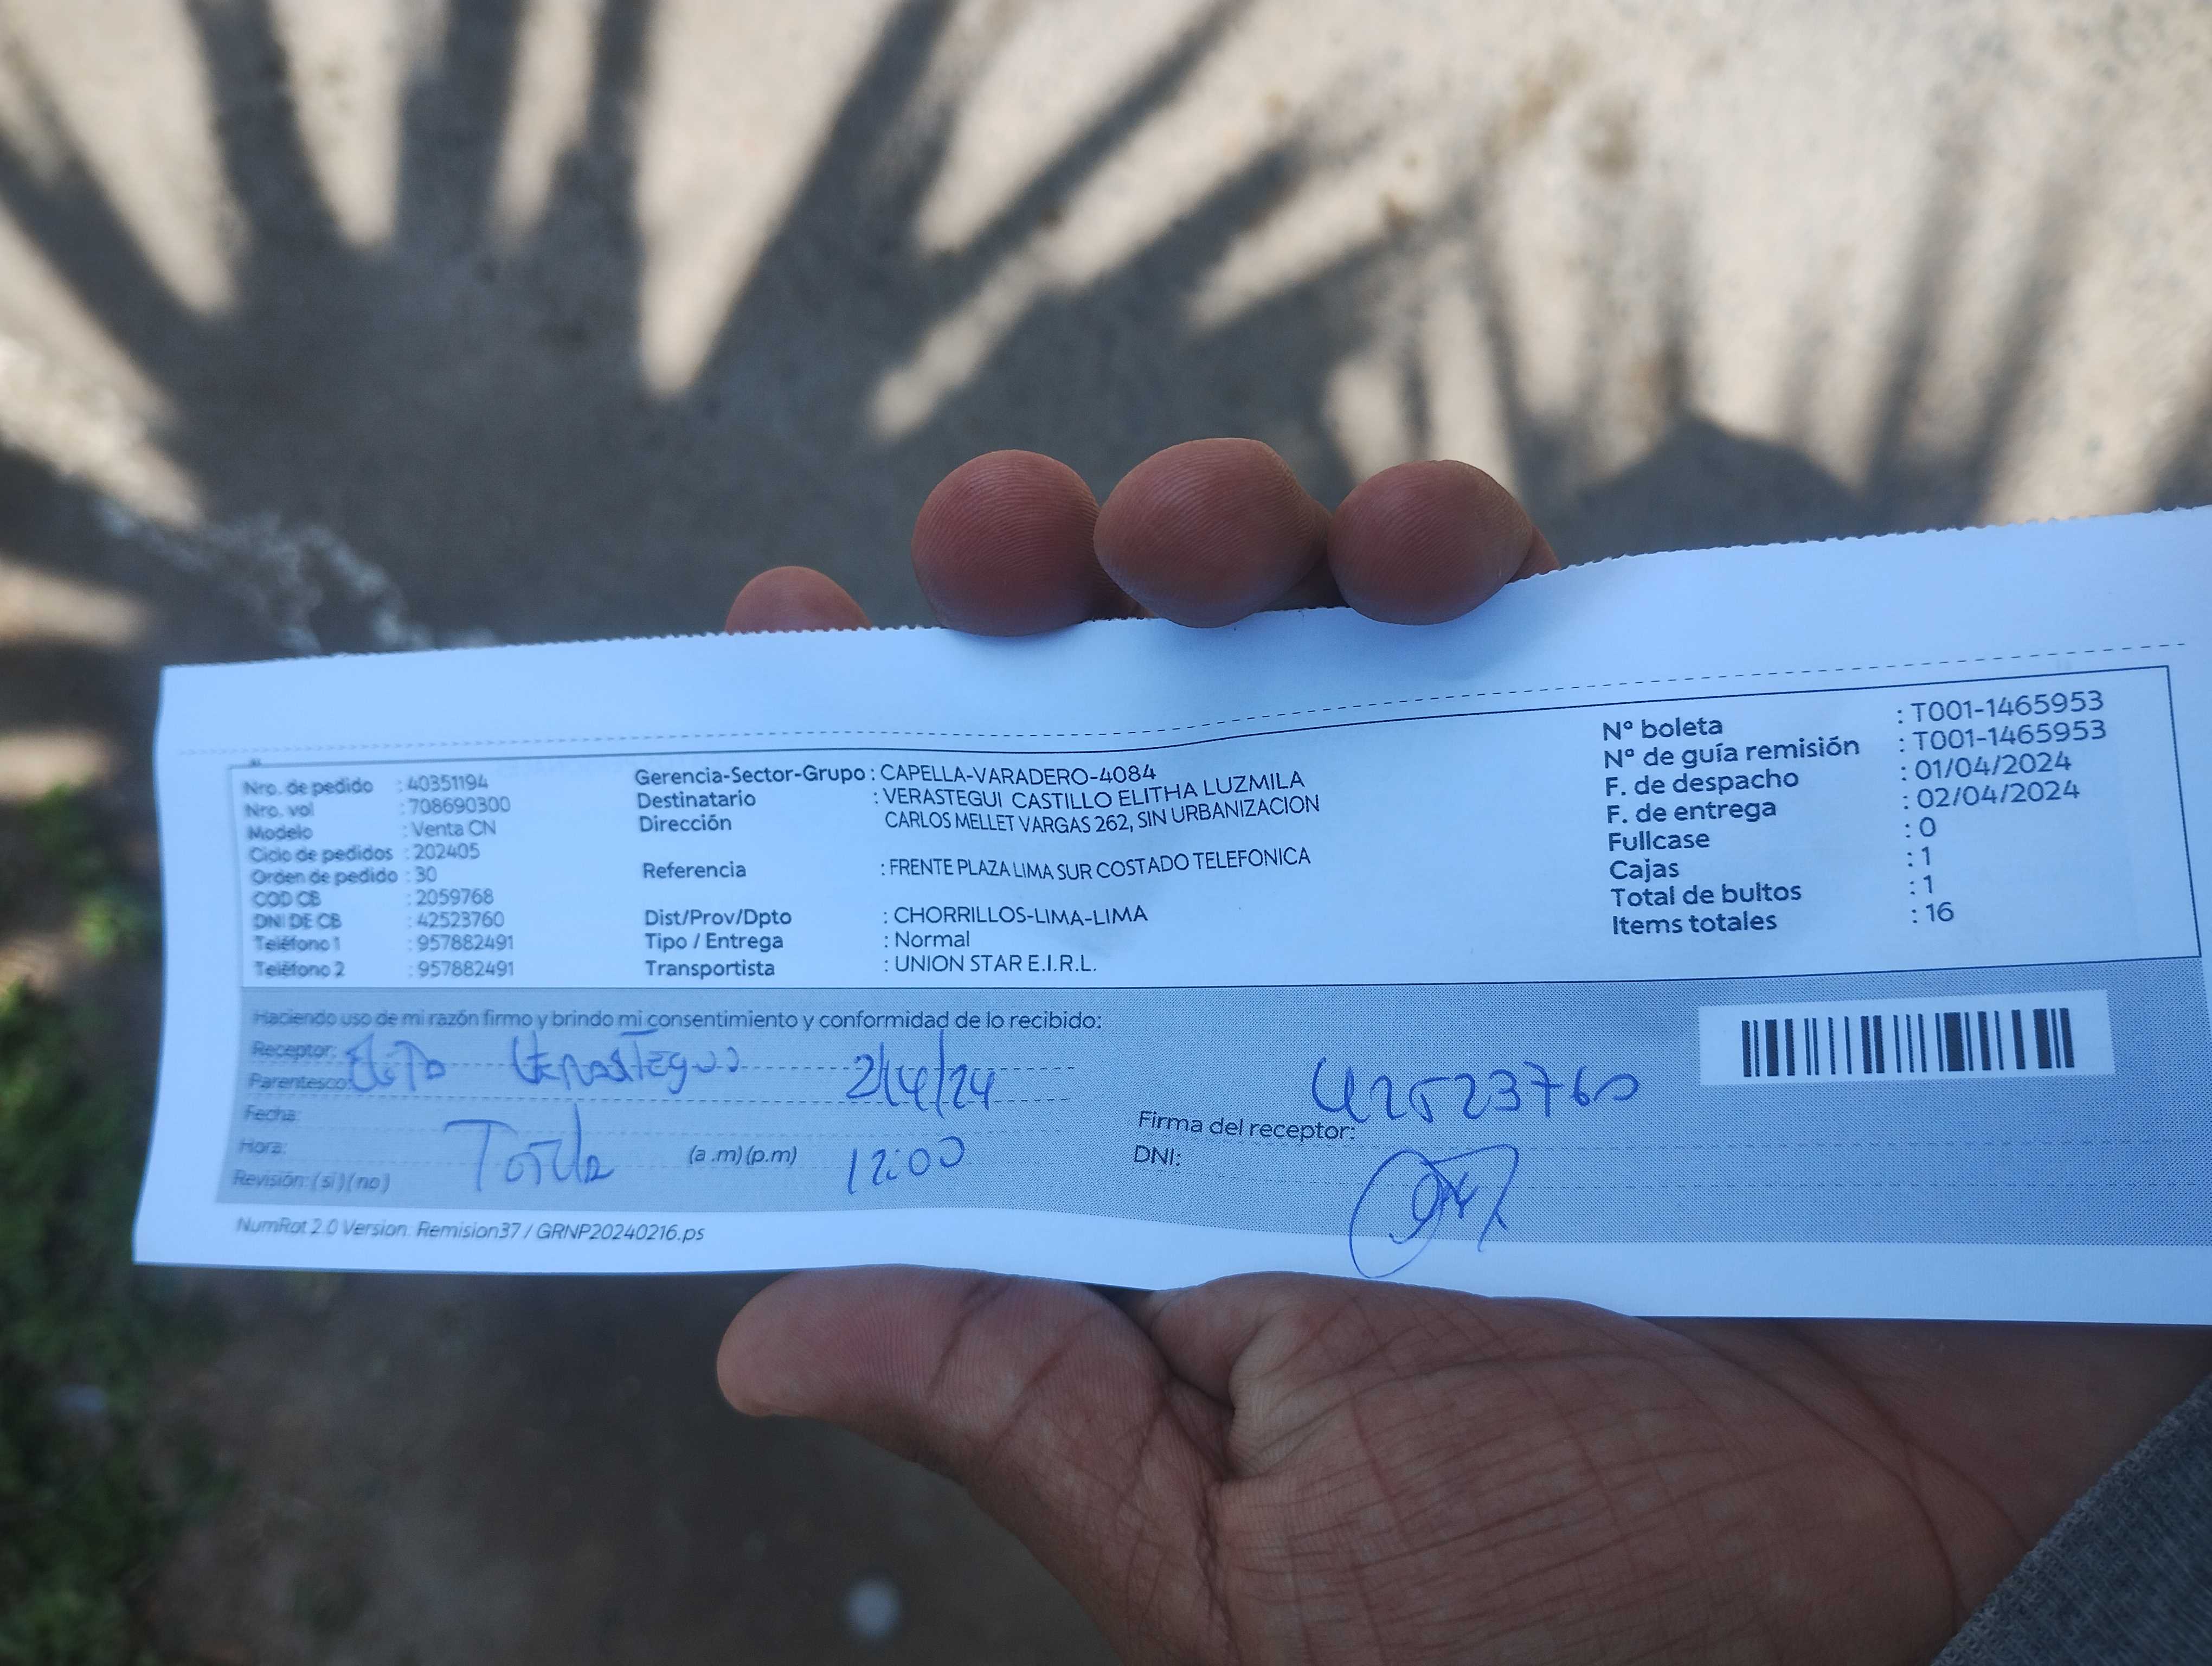 Nro. de pedido : 40351194
Nro. vol : 708690300
Modelo : Venta CN
Ciclo de pedidos : 202405
Orden de pedido : 30
COD CB : 2059768
DNI DE CB : 42523760
Teléfono 1 : 957882491
Teléfono 2 : 957882491
Gerencia-Sector-Grupo : CAPELLA-VARADERO-4084
Destinatario : VERASTEGUI CASTILLO ELITHA LUZMILA
Dirección CARLOS MELLET VARGAS 262, SIN URBANIZACION
Referencia : FRENTE PLAZA LIMA SUR COSTADO TELEFONICA
Dist/Prov/Dpto : CHORRILLOS-LIMA-LIMA
Tipo / Entrega : Normal
Transportista : UNION STAR E.I.R.L.
Nº boleta : T001-1465953
Nº de guía remisión : T001-1465953
F. de despacho : 01/04/2024
F. de entrega : 02/04/2024
Fullcase : 0
Cajas : 1
Total de bultos : 1
Items totales : 16
Haciendo uso de mi razón firmo y brindo mi consentimiento y conformidad de lo recibido:
Receptor: Verastegui
Parentesco: 2/4/24
Fecha:
Hora: (a.m)(p.m) 12:00
Revisión: (si) (no)
42523760
Firma del receptor:
DNI:
NumRot 2.0 Version. Remision37 / GRNP20240216.ps